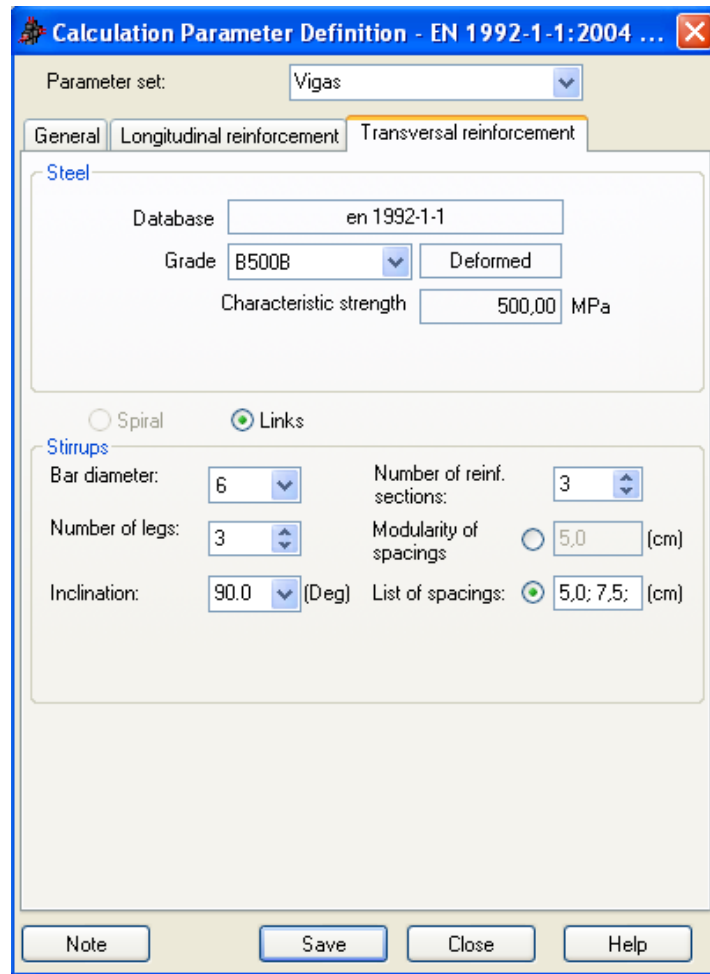 Calculation Parameter Definition - EN 1992-1-1:2004 ...
Parameter set: Vigas
General Longitudinal reinforcement Transversal reinforcement
Steel
Database en 1992-1-1
Grade B500B Deformed
Characteristic strength 500,00 MPa
Spiral Links
Stirrups
Bar diameter: 6
Number of reinf. sections: 3
Number of legs: 3
Modularity of spacings 5,0 (cm)
Inclination: 90.0 (Deg)
List of spacings: 5,0; 7,5; (cm)
Note Save Close Help